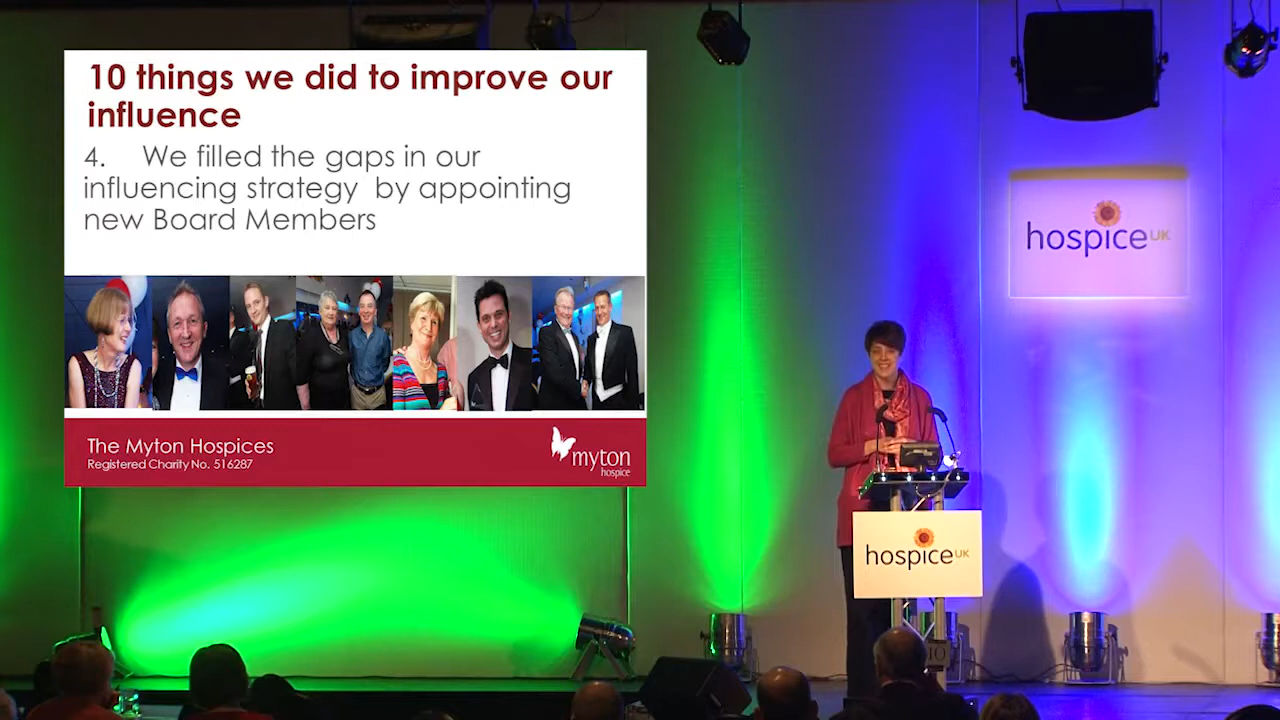 10 things we did to improve our
influence
4. We filled the gaps in our
influencing strategy by appointing
new Board Members
The Myton Hospices
Registered Charity No. 516287
myton
hospice
hospice UK
hospice UK
10